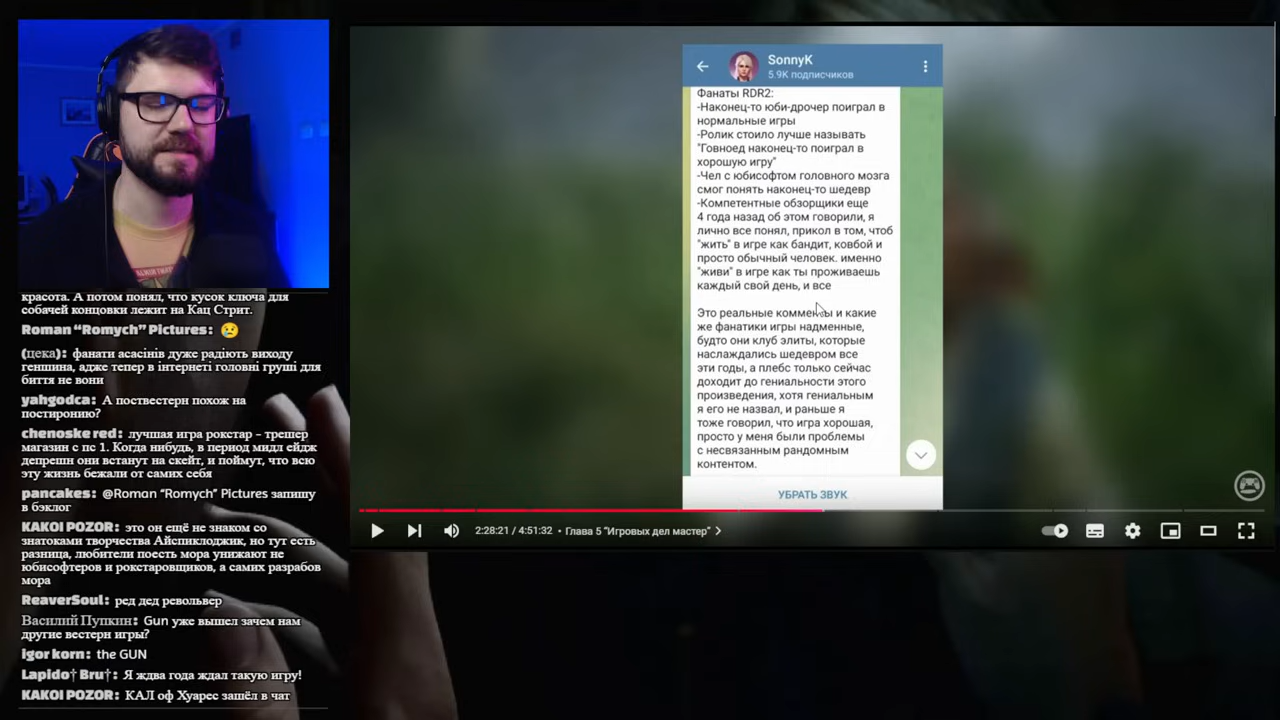 SonnyK
5.9K подписчиков
Фанаты RDR2:
-Наконец-то юби-дрочер поиграл в
нормальные игры
-Ролик стоило лучше называть
"Говноед наконец-то поиграл в
хорошую игру"
-Чел с юбисофтом головного мозга
смог понять наконец-то шедевр
-Компетентные обзорщики еще
4 года назад об этом говорили, я
лично все понял, прикол в том, чтоб
"жить" в игре как бандит, ковбой и
просто обычный человек. именно
"живи" в игре как ты проживаешь
каждый свой день, и все
Это реальные комменты и какие
же фанатики игры надменные,
будто они клуб элиты, которые
наслаждались шедевром все
эти годы, а плебс только сейчас
доходит до гениальности этого
произведения, хотя гениальным
я его не назвал, и раньше я
тоже говорил, что игра хорошая,
просто у меня были проблемы
с несвязанным рандомным
контентом.
УБРАТЬ ЗВУК
2:28:21 / 4:51:32 • Глава 5 "Игровых дел мастер"
красота. А потом понял, что кусок ключа для
собачей концовки лежит на Кац Стрит.
Roman “Romych” Pictures: 😢
(цека): фанати асасінів дуже радіють виходу
геншина, адже тепер в інтернеті головні груші для
биття не вони
yahgodca: А поствестерн похож на
постиронию?
chenoske red: лучшая игра рокстар – трешер
магазин с пс 1. Когда нибудь, в период мидл ейдж
депрешн они встанут на скейт, и поймут, что всю
эту жизнь бежали от самих себя
pancakes: @Roman “Romych” Pictures запишу
в бэклог
KAKOI POZOR: это он ещё не знаком со
знатоками творчества Айспиклоджик, но тут есть
разница, любители поесть мора унижают не
юбисофтеров и рокстаровщиков, а самих разрабов
мора
ReaverSoul: ред дед револьвер
Василий Пупкин: Gun уже вышел зачем нам
другие вестерн игры?
igor korn: the GUN
Lapido† Bru†: Я ждва года ждал такую игру!
KAKOI POZOR: КАЛ оф Хуарес зашёл в чат